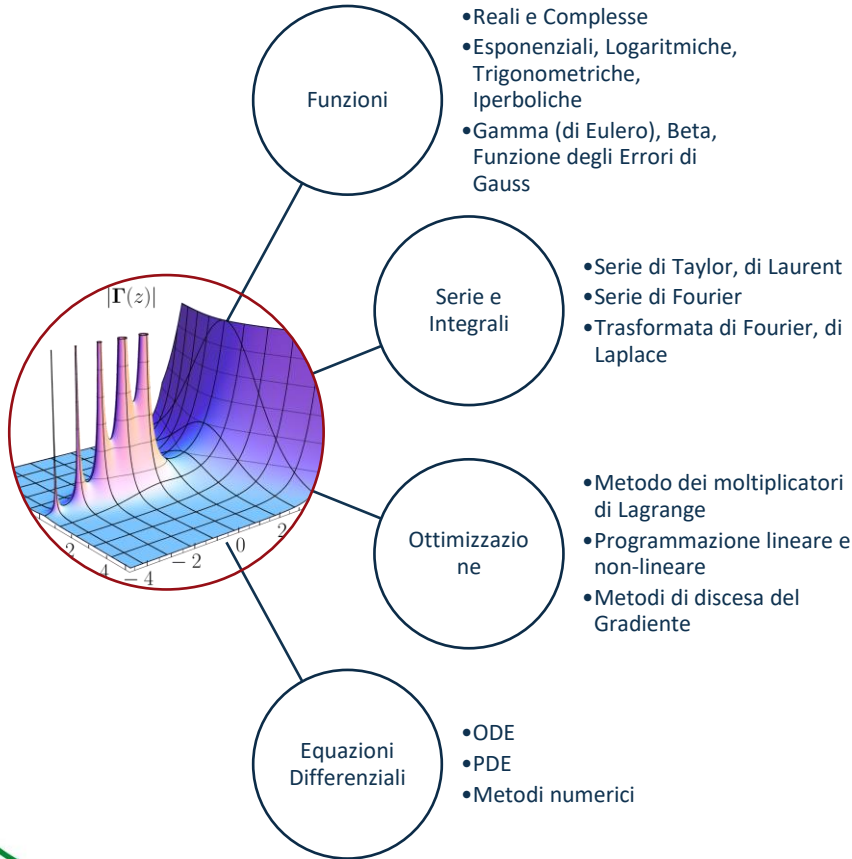 Funzioni
•Reali e Complesse
•Esponenziali, Logaritmiche,
Trigonometriche,
Iperboliche
•Gamma (di Eulero), Beta,
Funzione degli Errori di
Gauss
Serie e
Integrali
•Serie di Taylor, di Laurent
•Serie di Fourier
•Trasformata di Fourier, di
Laplace
|Γ(z)|
2
4
−4
−2
0
2
Ottimizzazio
ne
•Metodo dei moltiplicatori
di Lagrange
•Programmazione lineare e
non-lineare
•Metodi di discesa del
Gradiente
Equazioni
Differenziali
•ODE
•PDE
•Metodi numerici